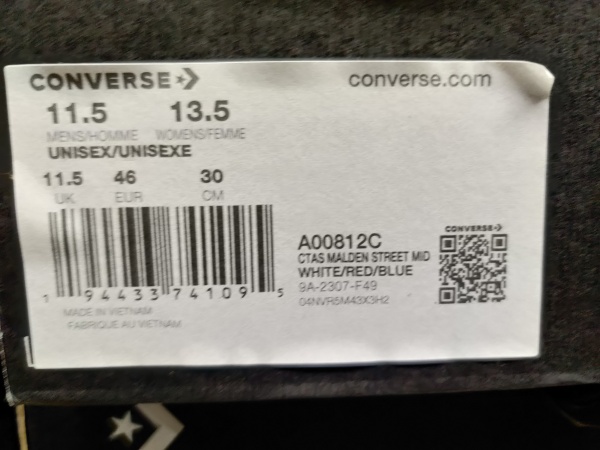 CONVERSE
converse.com
11.5 13.5
MENS/HOMME WOMENS/FEMME
UNISEX/UNISEXE
11.5 46 30
UK EUR CM
1 94433 74109 5
MADE IN VIETNAM
FABRIQUE AU VIETNAM
A00812C
CTAS MALDEN STREET MID
WHITE/RED/BLUE
9A-2307-F49
04NVR5M43X3H2
CONVERSE